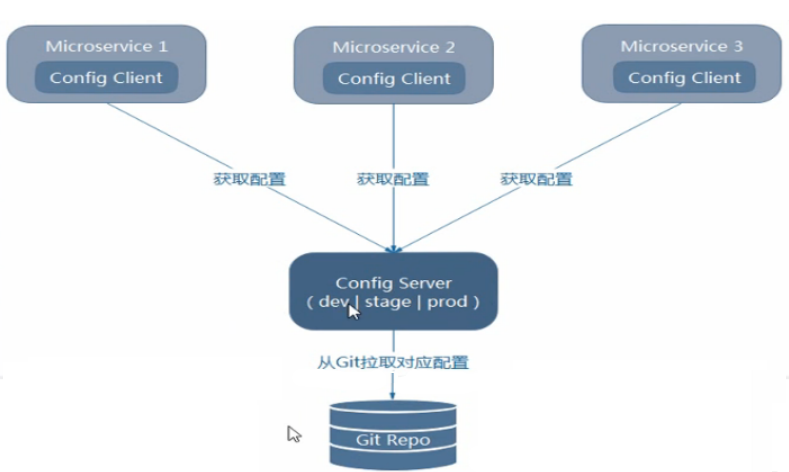 Microservice 1
Config Client
Microservice 2
Config Client
Microservice 3
Config Client
获取配置
获取配置
获取配置
Config Server
( dev | stage | prod )
从Git拉取对应配置
Git Repo